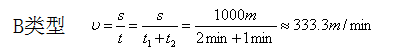 B类型 υ = s/t = s/(t₁+t₂) = 1000m/(2min+1min) ≈ 333.3m/min